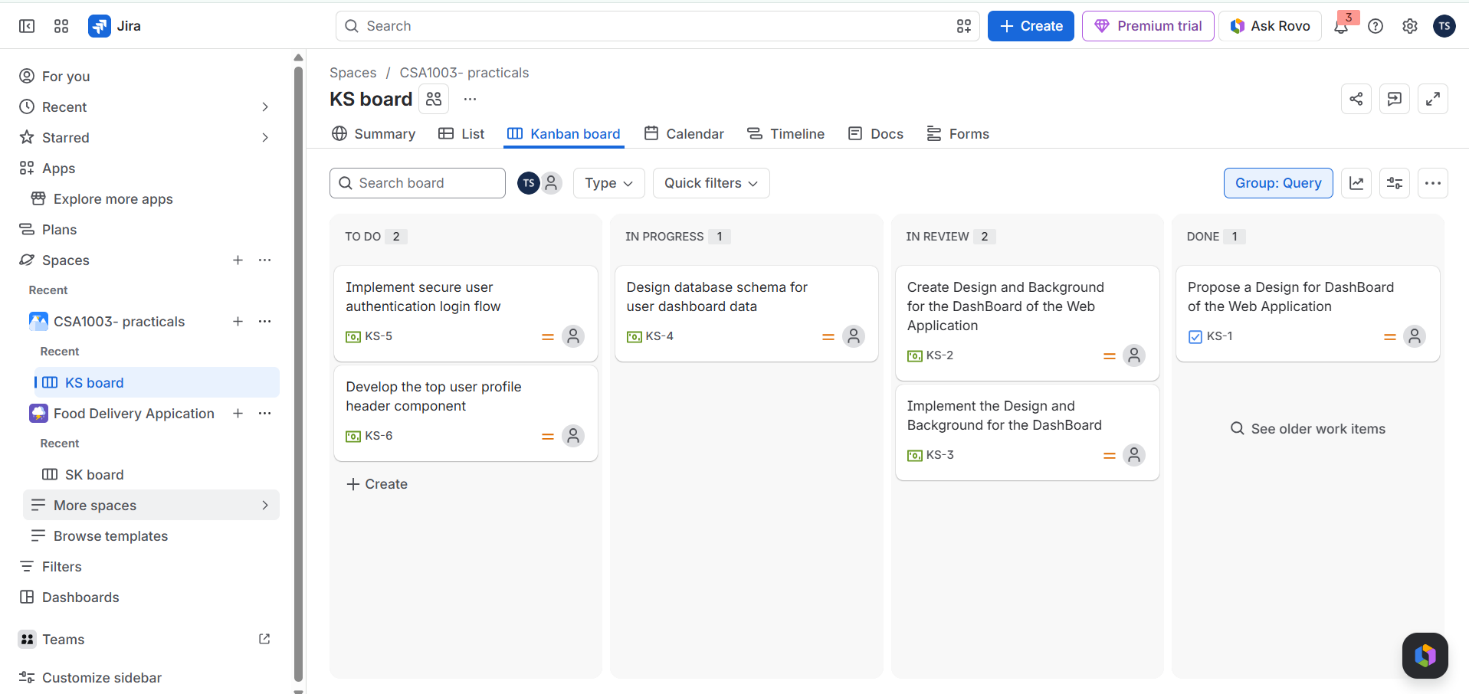 Jira
Search
Create
Premium trial
Ask Rovo
3
TS
For you
Recent
Starred
Apps
Explore more apps
Plans
Spaces
Recent
CSA1003- practicals
Recent
KS board
Food Delivery Appication
Recent
SK board
More spaces
Browse templates
Filters
Dashboards
Teams
Customize sidebar
Spaces / CSA1003- practicals
KS board
Summary
List
Kanban board
Calendar
Timeline
Docs
Forms
Search board
TS
Type
Quick filters
Group: Query
TO DO 2
Implement secure user
authentication login flow
KS-5
Develop the top user profile
header component
KS-6
Create
IN PROGRESS 1
Design database schema for
user dashboard data
KS-4
IN REVIEW 2
Create Design and Background
for the DashBoard of the Web
Application
KS-2
Implement the Design and
Background for the DashBoard
KS-3
DONE 1
Propose a Design for DashBoard
of the Web Application
KS-1
See older work items